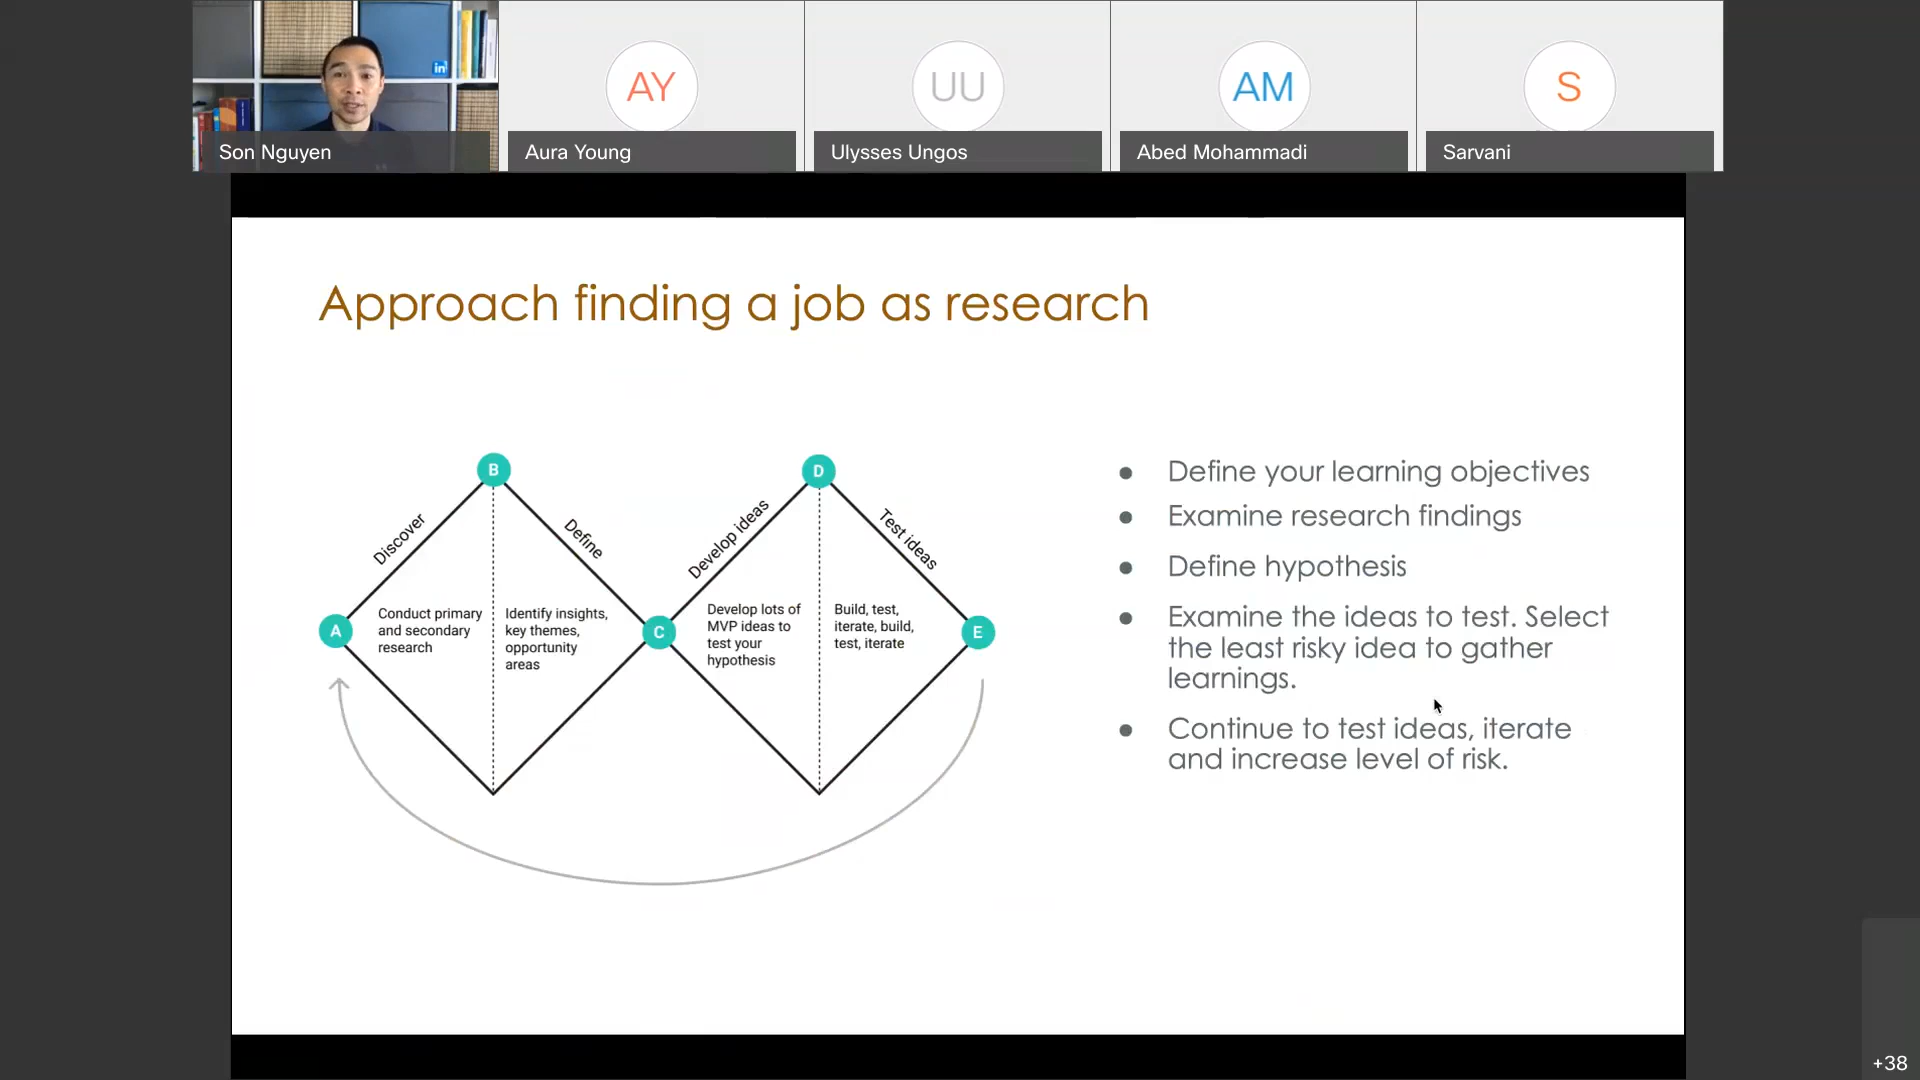 in
AY
UU
AM
S
Son Nguyen
Aura Young
Ulysses Ungos
Abed Mohammadi
Sarvani
Approach finding a job as research
B
D
Discover
Define
Develop ideas
Test ideas
A
Conduct primary
and secondary
research
Identify insights,
key themes,
opportunity
areas
C
Develop lots of
MVP ideas to
test your
hypothesis
Build, test,
iterate, build,
test, iterate
E
● Define your learning objectives
● Examine research findings
● Define hypothesis
● Examine the ideas to test. Select
the least risky idea to gather
learnings.
● Continue to test ideas, iterate
and increase level of risk.
+38